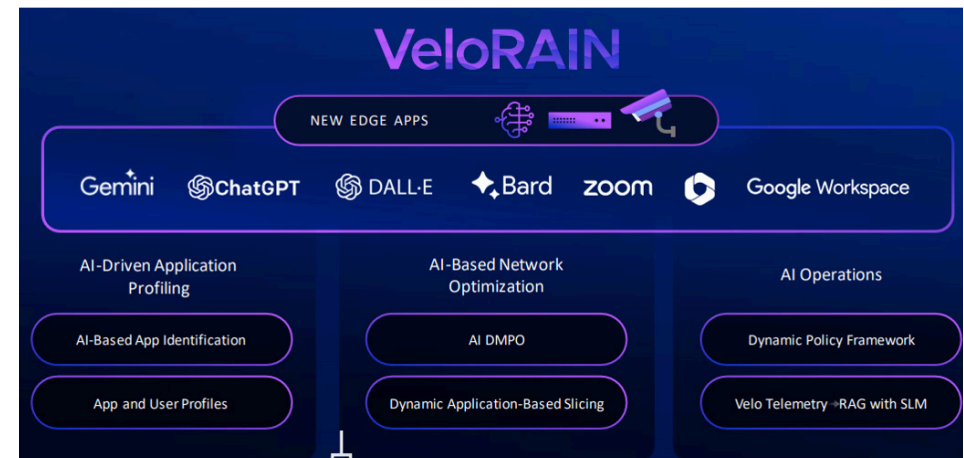 VeloRAIN
NEW EDGE APPS
Gemini
ChatGPT
DALL·E
Bard
zoom
Google Workspace
AI-Driven Application
Profiling
AI-Based App Identification
App and User Profiles
AI-Based Network
Optimization
AI DMPO
Dynamic Application-Based Slicing
AI Operations
Dynamic Policy Framework
Velo Telemetry→RAG with SLM